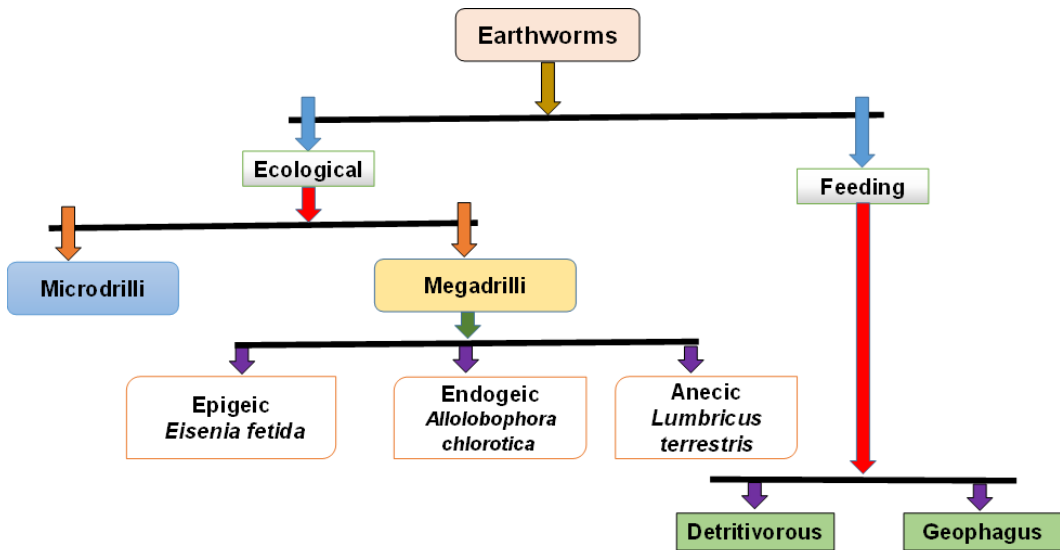 Earthworms
Ecological
Feeding
Microdrilli
Megadrilli
Epigeic
Eisenia fetida
Endogeic
Allolobophora
chlorotica
Anecic
Lumbricus
terrestris
Detritivorous
Geophagus